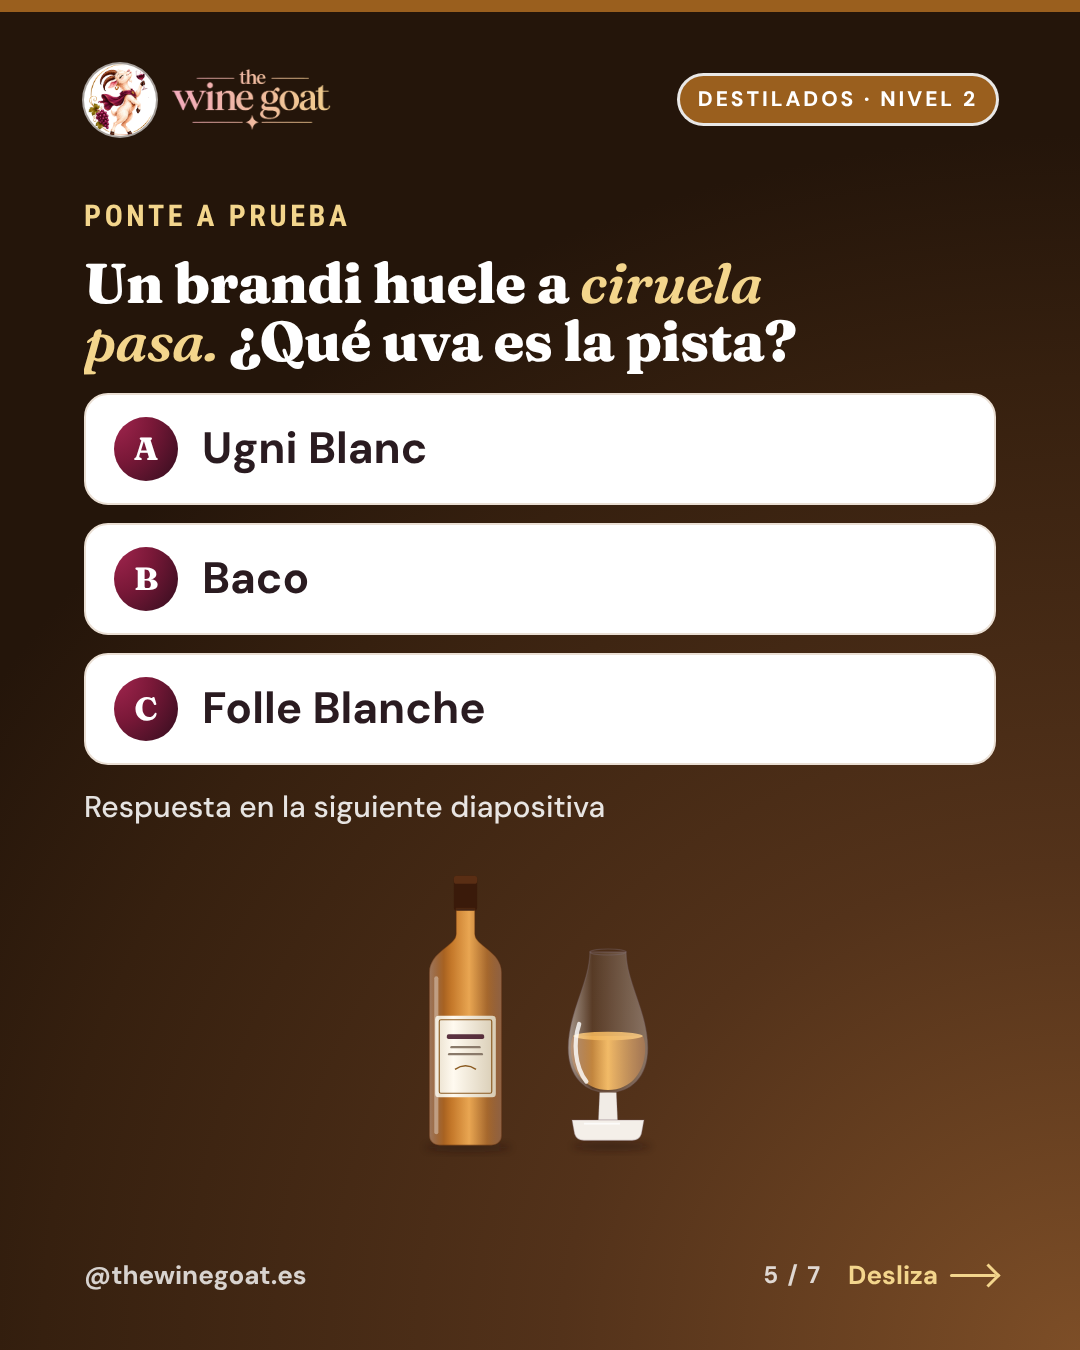 the
wine goat
DESTILADOS · NIVEL 2
PONTE A PRUEBA
Un brandi huele a ciruela
pasa. ¿Qué uva es la pista?
A Ugni Blanc
B Baco
C Folle Blanche
Respuesta en la siguiente diapositiva
@thewinegoat.es
5 / 7 Desliza